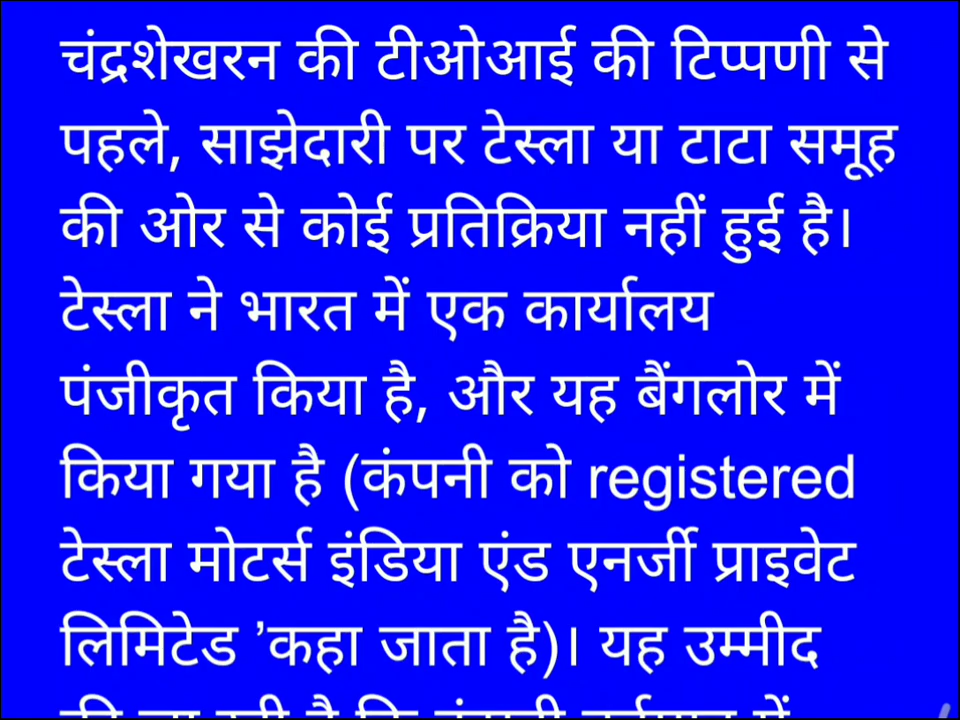 चंद्रशेखरन की टीओआई की टिप्पणी से
पहले, साझेदारी पर टेस्ला या टाटा समूह
की ओर से कोई प्रतिक्रिया नहीं हुई है।
टेस्ला ने भारत में एक कार्यालय
पंजीकृत किया है, और यह बैंगलोर में
किया गया है (कंपनी को registered
टेस्ला मोटर्स इंडिया एंड एनर्जी प्राइवेट
लिमिटेड ’कहा जाता है)। यह उम्मीद